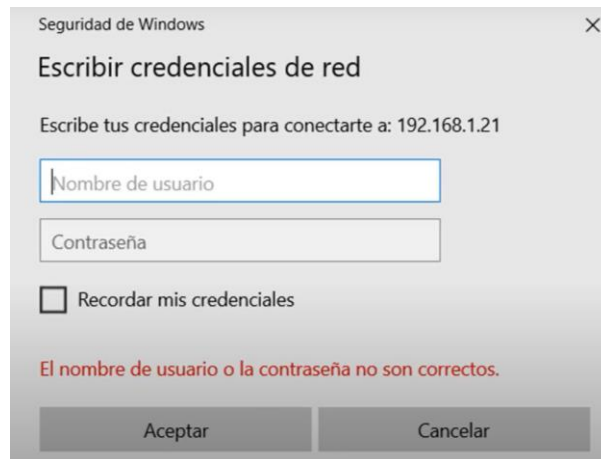 Seguridad de Windows
Escribir credenciales de red
Escribe tus credenciales para conectarte a: 192.168.1.21
Nombre de usuario
Contraseña
Recordar mis credenciales
El nombre de usuario o la contraseña no son correctos.
Aceptar
Cancelar